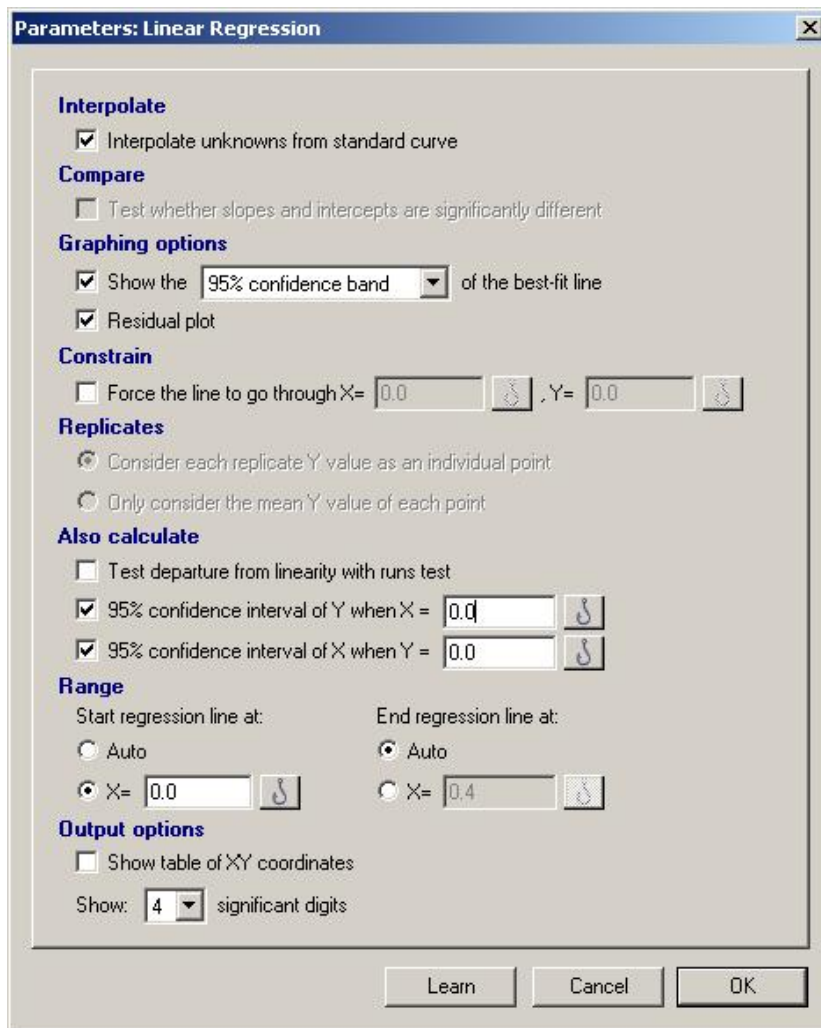 Parameters: Linear Regression
Interpolate
Interpolate unknowns from standard curve
Compare
Test whether slopes and intercepts are significantly different
Graphing options
Show the 95% confidence band of the best-fit line
Residual plot
Constrain
Force the line to go through X= 0.0 , Y= 0.0
Replicates
Consider each replicate Y value as an individual point
Only consider the mean Y value of each point
Also calculate
Test departure from linearity with runs test
95% confidence interval of Y when X = 0.0
95% confidence interval of X when Y = 0.0
Range
Start regression line at: End regression line at:
Auto Auto
X= 0.0 X= 0.4
Output options
Show table of XY coordinates
Show: 4 significant digits
Learn Cancel OK